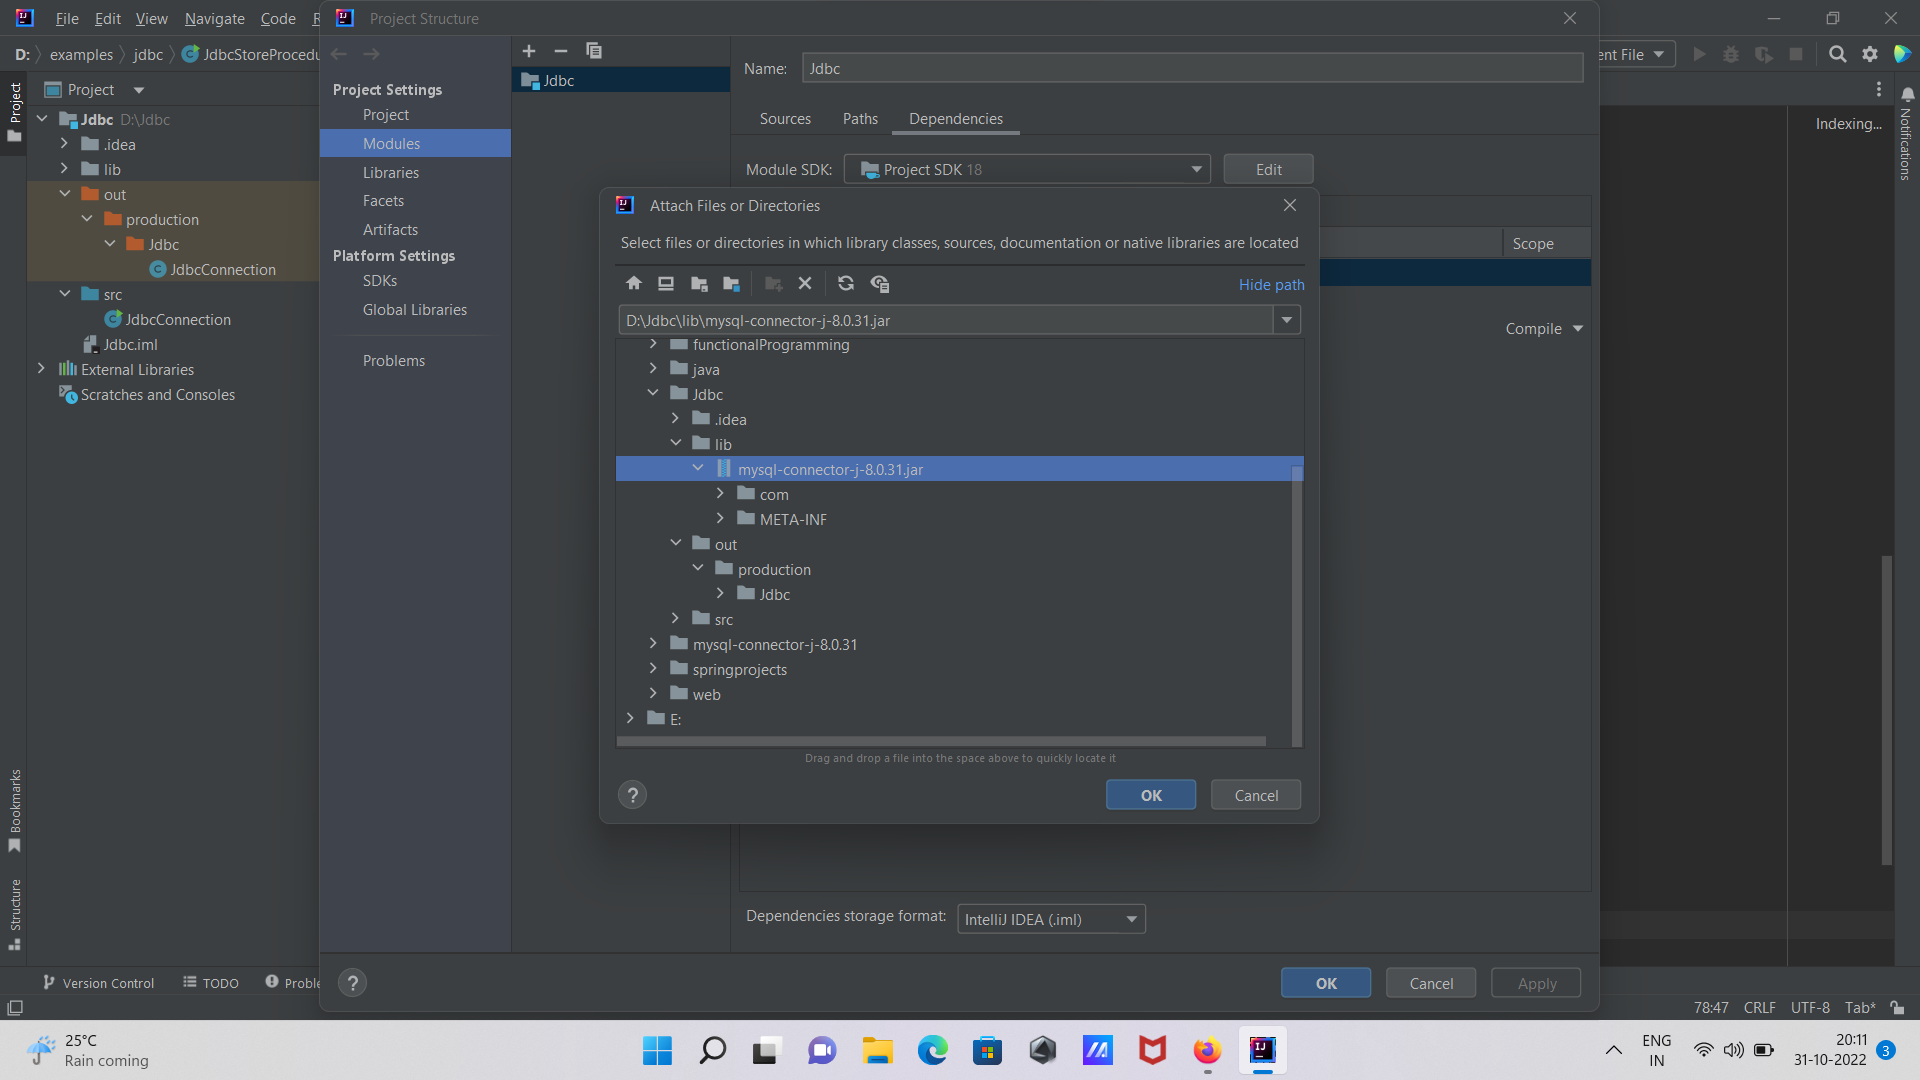 File Edit View Navigate Code
Project Structure
D: examples jdbc
ent File
Project
Jdbc D:\Jdbc
.idea
lib
out
production
Jdbc
JdbcConnection
src
JdbcConnection
Jdbc.iml
External Libraries
Scratches and Consoles
Project
Bookmarks
Structure
Project Settings
Project
Modules
Libraries
Facets
Artifacts
Platform Settings
SDKs
Global Libraries
Problems
Jdbc
Name: Jdbc
Sources Paths Dependencies
Module SDK: Project SDK 18 Edit
Scope
Compile
Attach Files or Directories
Select files or directories in which library classes, sources, documentation or native libraries are located
Hide path
D:\Jdbc\lib\mysql-connector-j-8.0.31.jar
functionalProgramming
java
Jdbc
.idea
lib
mysql-connector-j-8.0.31.jar
com
META-INF
out
production
Jdbc
src
mysql-connector-j-8.0.31
springprojects
web
E:
Drag and drop a file into the space above to quickly locate it
? OK Cancel
Dependencies storage format: IntelliJ IDEA (.iml)
? OK Cancel Apply
Indexing...
Notifications
Version Control TODO
78:47 CRLF UTF-8 Tab*
25°C
Rain coming
ENG
IN
20:11
31-10-2022
3